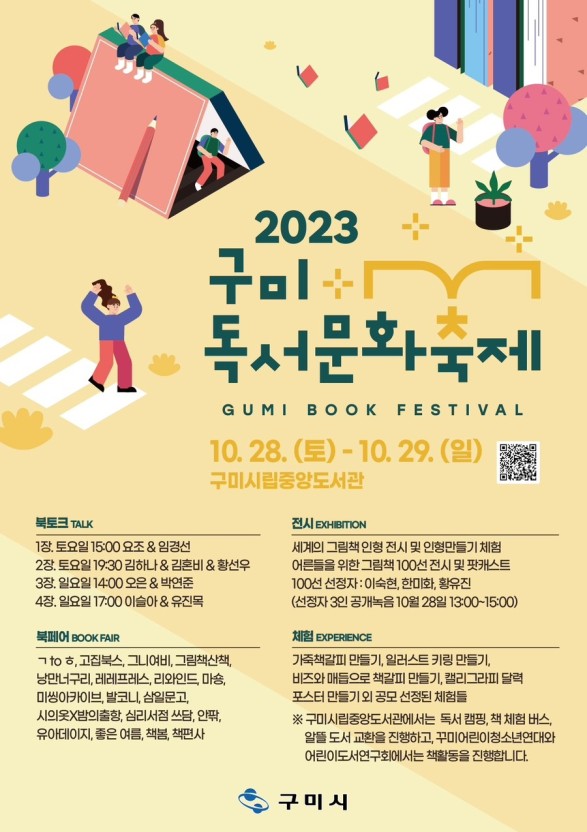 2023
구미
독서문화축제
GUMI BOOK FESTIVAL
10. 28. (토) - 10. 29. (일)
구미시립중앙도서관
북토크 TALK
1장. 토요일 15:00 요조 & 임경선
2장. 토요일 19:30 김하나 & 김혼비 & 황선우
3장. 일요일 14:00 오은 & 박연준
4장. 일요일 17:00 이슬아 & 유진목
전시 EXHIBITION
세계의 그림책 인형 전시 및 인형만들기 체험
어른들을 위한 그림책 100선 전시 및 팟캐스트
100선 선정자 : 이숙현, 한미화, 황유진
(선정자 3인 공개녹음 10월 28일 13:00~15:00)
북페어 BOOK FAIR
ㄱ to ㅎ, 고집북스, 그니여비, 그림책산책,
낭만너구리, 레레프레스, 리와인드, 마숑,
미씽아카이브, 발코니, 삼일문고,
시의옷X밤의출항, 심리서점 쓰담, 안팎,
유아데이지, 좋은 여름, 책봄, 책편사
체험 EXPERIENCE
가죽책갈피 만들기, 일러스트 키링 만들기,
비즈와 매듭으로 책갈피 만들기, 캘리그라피 달력
포스터 만들기 외 공모 선정된 체험들
※ 구미시립중앙도서관에서는 독서 캠핑, 책 체험 버스,
알뜰 도서 교환을 진행하고, 꾸미어린이청소년연대와
어린이도서연구회에서는 책활동을 진행합니다.
구미시